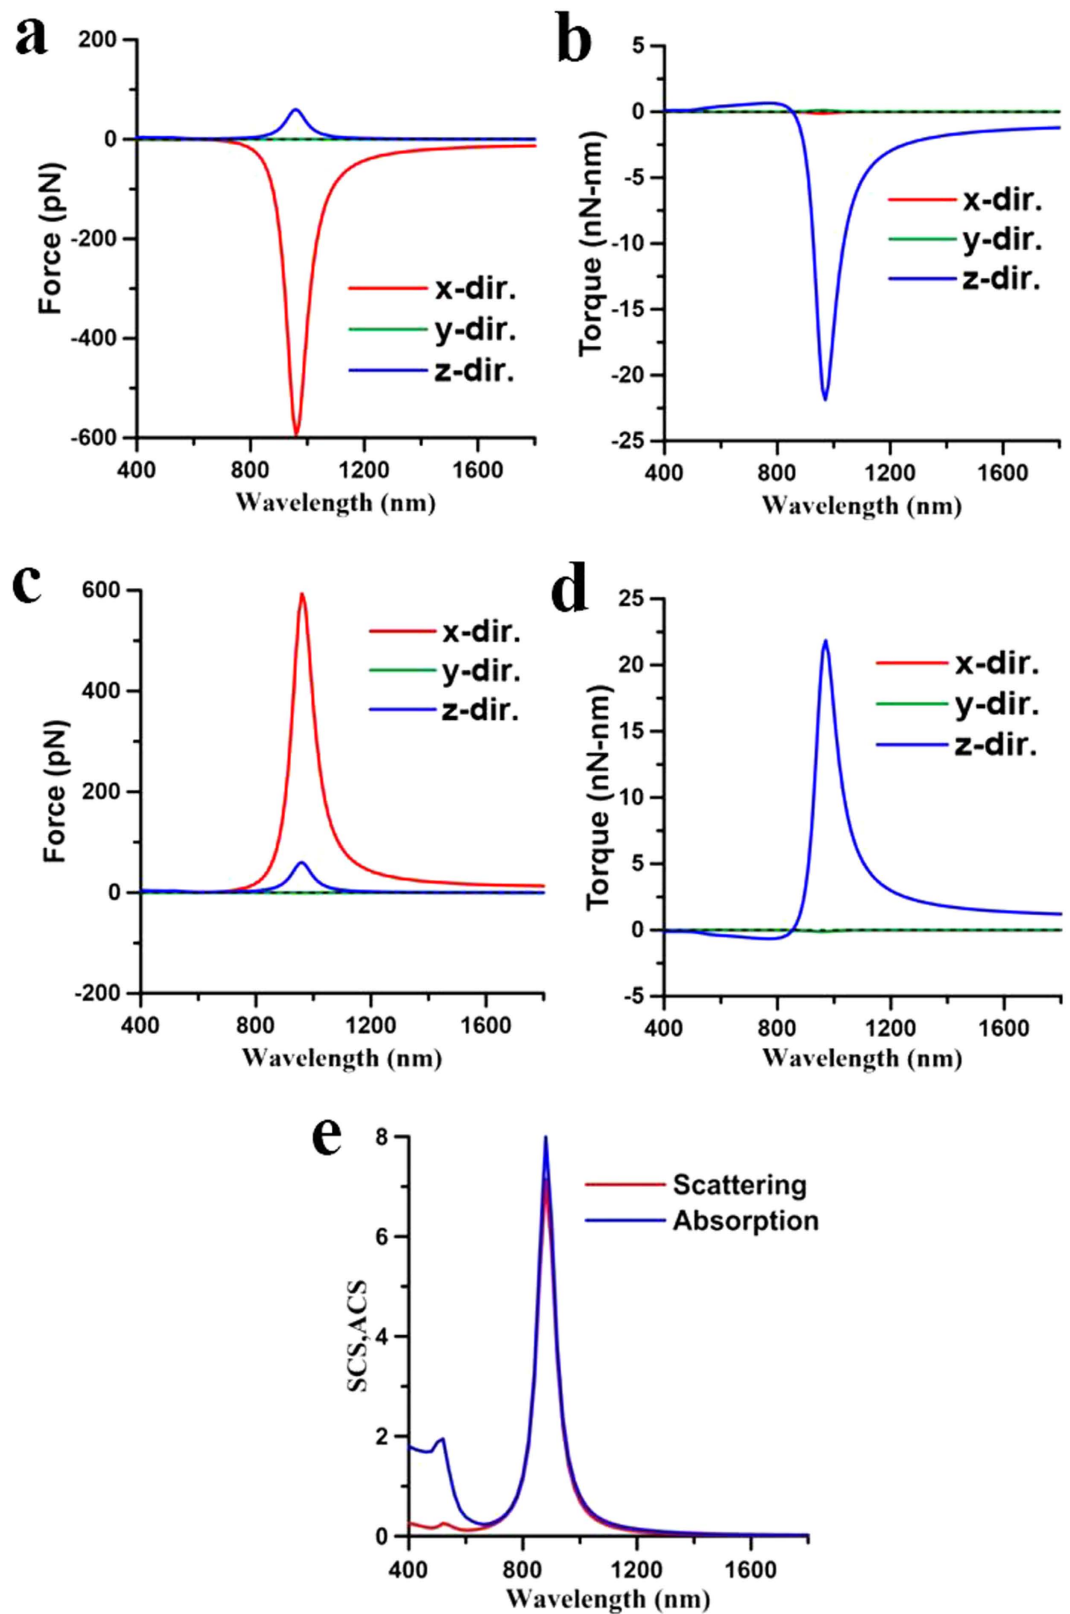 a
200
0
-200
-400
-600
Force (pN)
x-dir.
y-dir.
z-dir.
400 800 1200 1600
Wavelength (nm)
b
5
0
-5
-10
-15
-20
-25
Torque (nN-nm)
x-dir.
y-dir.
z-dir.
400 800 1200 1600
Wavelength (nm)
c
600
400
200
0
-200
Force (pN)
x-dir.
y-dir.
z-dir.
400 800 1200 1600
Wavelength (nm)
d
25
20
15
10
5
0
-5
Torque (nN-nm)
x-dir.
y-dir.
z-dir.
400 800 1200 1600
Wavelength (nm)
e
8
6
4
2
0
SCS,ACS
Scattering
Absorption
400 800 1200 1600
Wavelength (nm)